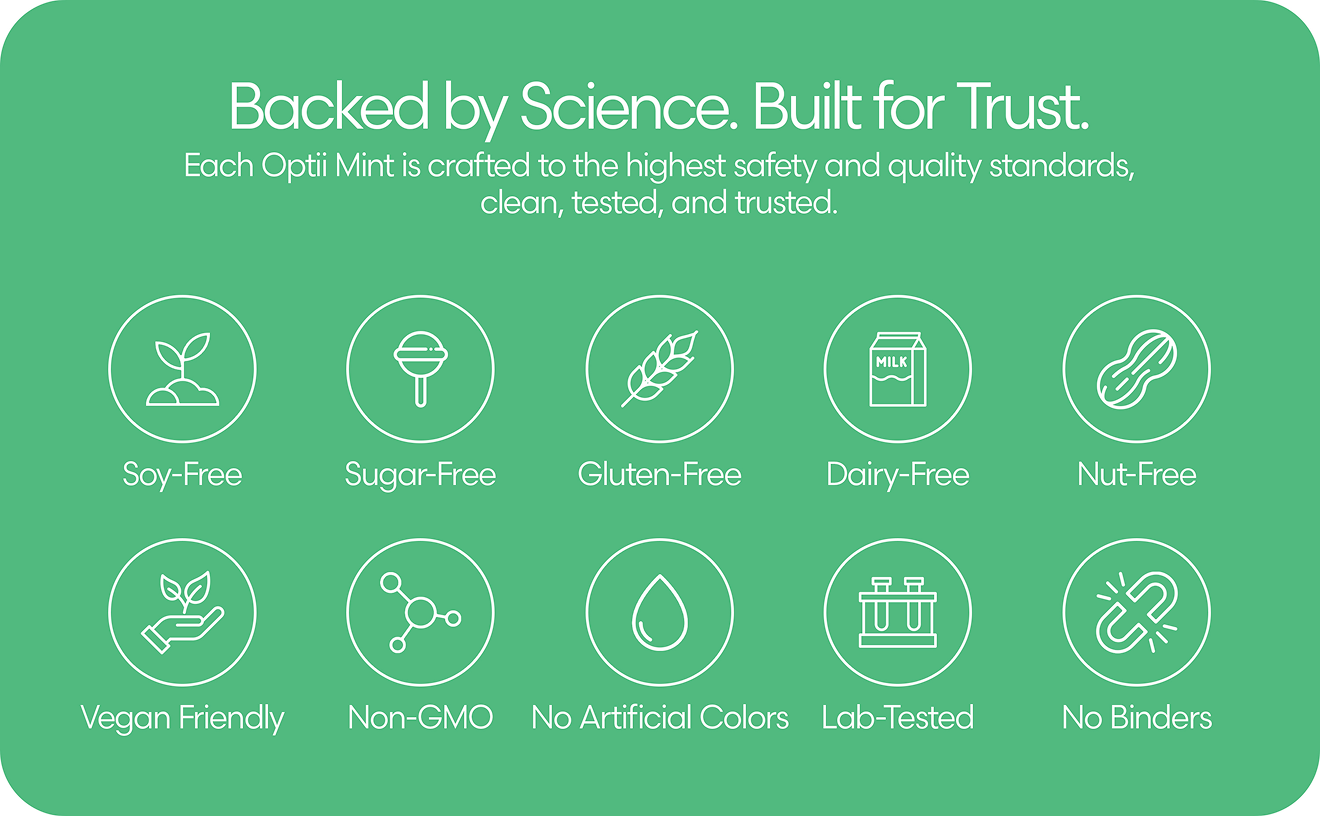 Backed by Science. Built for Trust.
Each Optii Mint is crafted to the highest safety and quality standards,
clean, tested, and trusted.
MILK
Soy-Free
Sugar-Free
Gluten-Free
Dairy-Free
Nut-Free
Vegan Friendly
Non-GMO
No Artificial Colors
Lab-Tested
No Binders